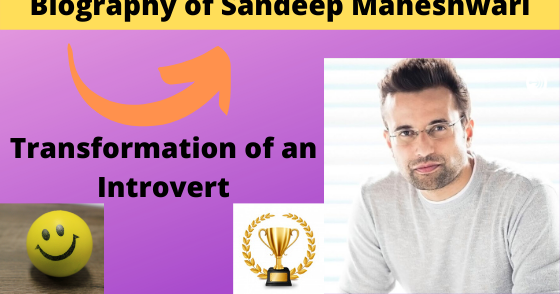 Biography of Sandeep Maheshwari
Transformation of an
Introvert